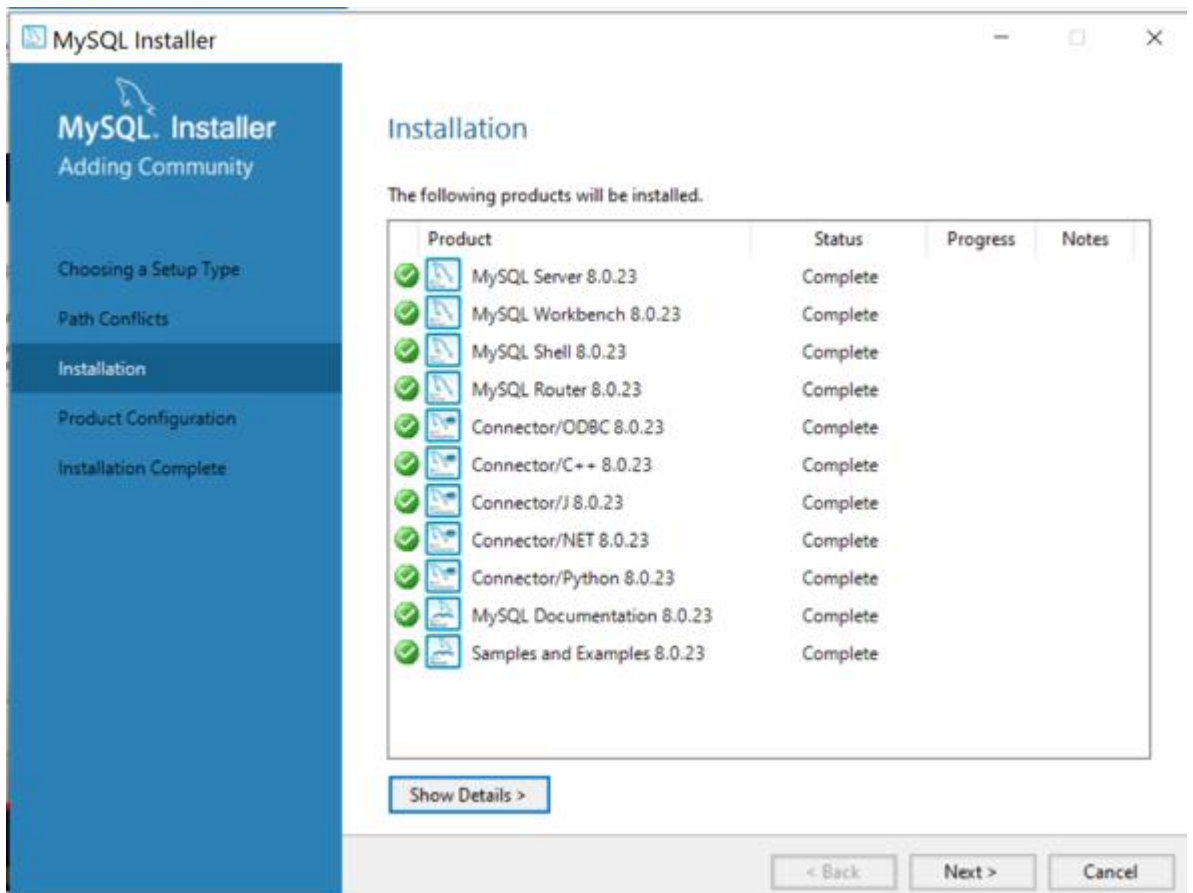 MySQL Installer
MySQL. Installer
Adding Community
Choosing a Setup Type
Path Conflicts
Installation
Product Configuration
Installation Complete
Installation
The following products will be installed.
Product Status Progress Notes
MySQL Server 8.0.23 Complete
MySQL Workbench 8.0.23 Complete
MySQL Shell 8.0.23 Complete
MySQL Router 8.0.23 Complete
Connector/ODBC 8.0.23 Complete
Connector/C++ 8.0.23 Complete
Connector/J 8.0.23 Complete
Connector/NET 8.0.23 Complete
Connector/Python 8.0.23 Complete
MySQL Documentation 8.0.23 Complete
Samples and Examples 8.0.23 Complete
Show Details >
< Back Next > Cancel